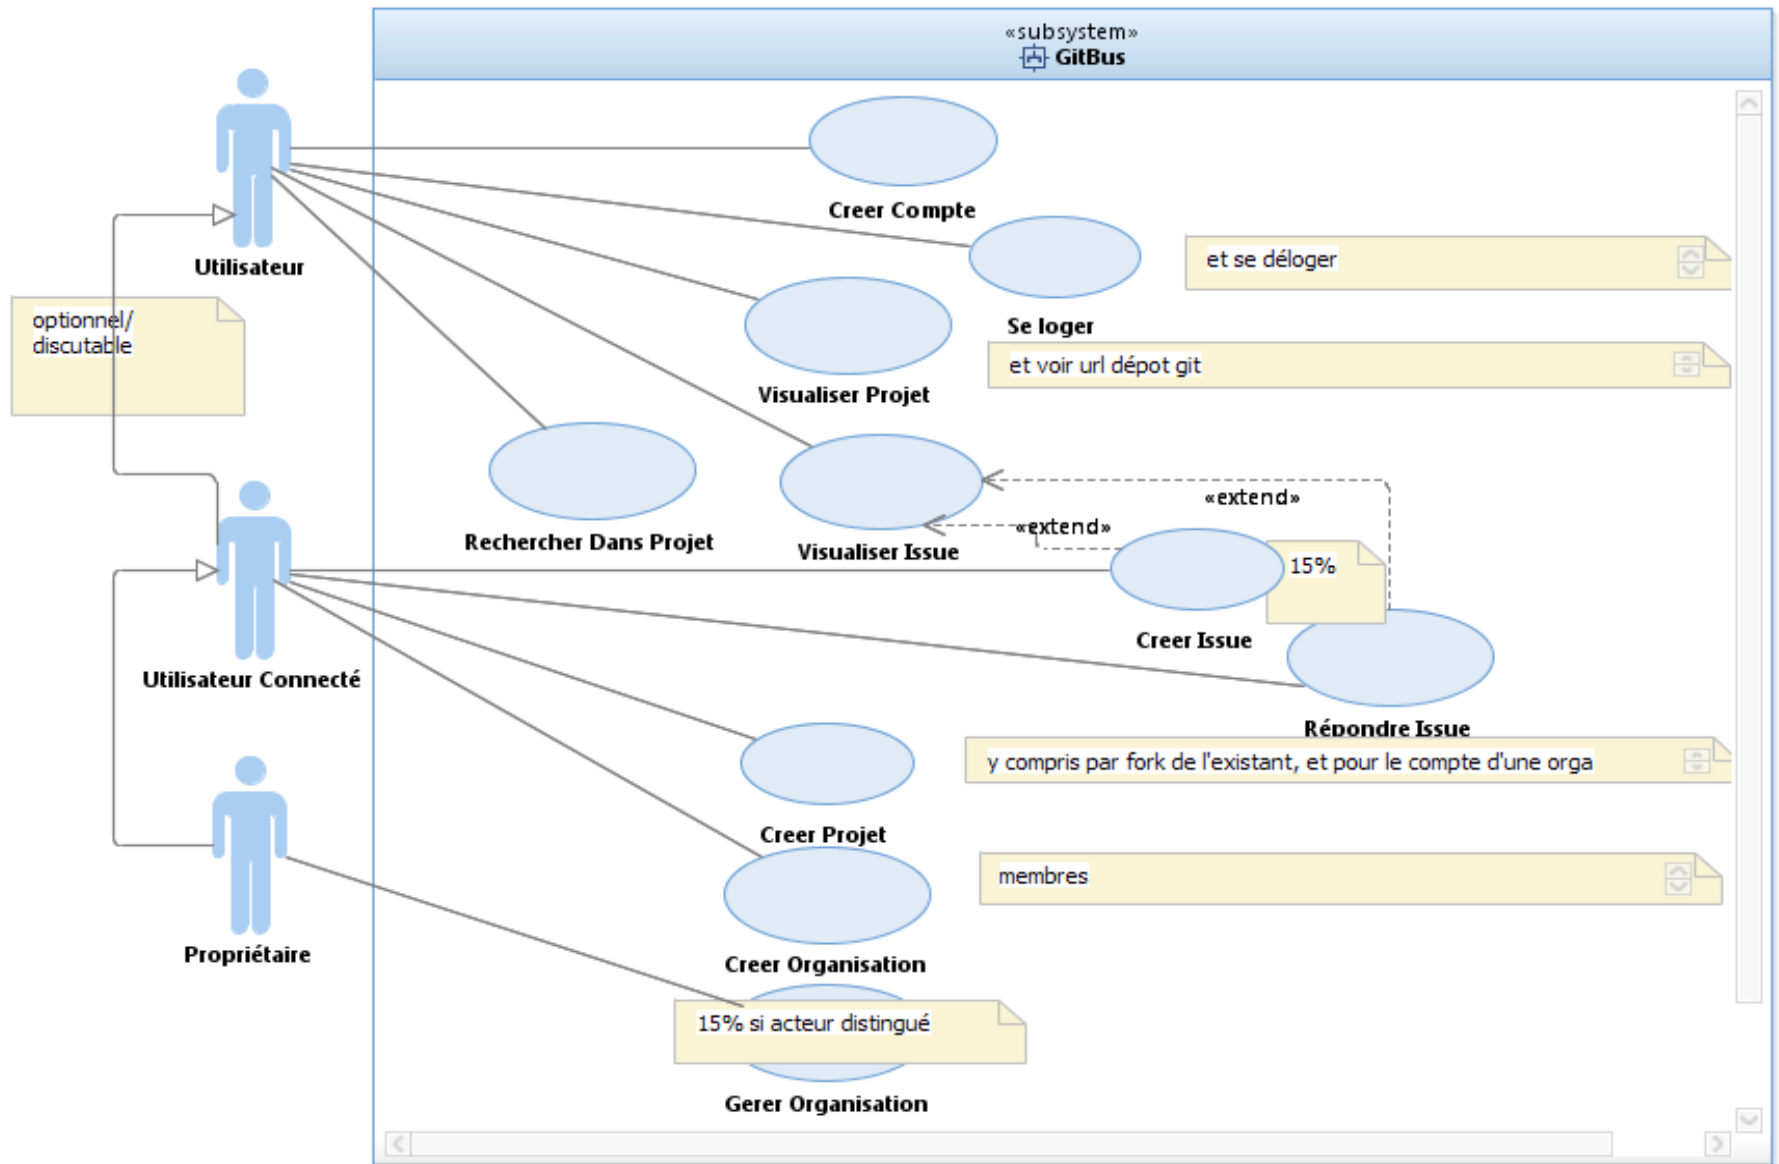 «subsystem»
GitBus
Creer Compte
Utilisateur
et se déloger
Se loger
optionnel/
discutable
et voir url dépot git
Visualiser Projet
«extend»
«extend»
Rechercher Dans Projet
Visualiser Issue
15%
Creer Issue
Utilisateur Connecté
Répondre Issue
y compris par fork de l'existant, et pour le compte d'une orga
Creer Projet
membres
Propriétaire
Creer Organisation
15% si acteur distingué
Gerer Organisation